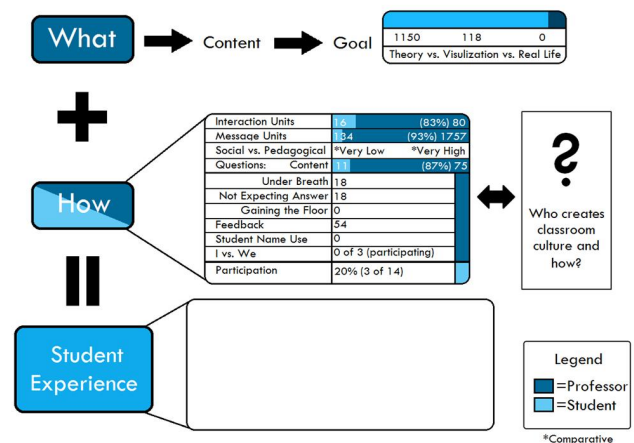 What
Content
Goal
1150 118 0
Theory vs. Visulization vs. Real Life
How
Interaction Units 16 (83%) 80
Message Units 134 (93%) 1757
Social vs. Pedagogical *Very Low *Very High
Questions: Content 11 (87%) 75
Under Breath 18
Not Expecting Answer 18
Gaining the Floor 0
Feedback 54
Student Name Use 0
I vs. We 0 of 3 (participating)
Participation 20% (3 of 14)
?
Who creates
classroom
culture and
how?
Student
Experience
Legend
=Professor
=Student
*Comparative